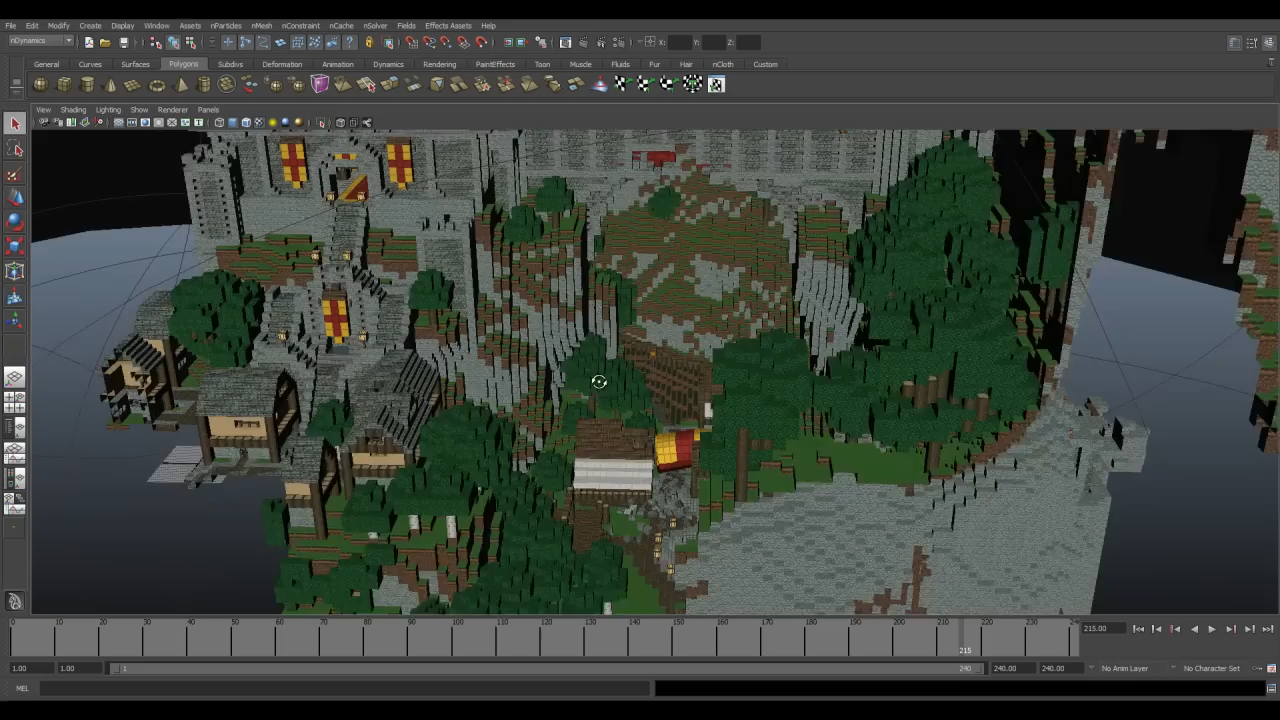 File Edit Modify Create Display Window Assets nParticles nMesh nConstraint nCache nSolver Fields Effects Assets Help
nDynamics X: Y: Z:
General Curves Surfaces Polygons Subdivs Deformation Animation Dynamics Rendering PaintEffects Toon Muscle Fluids Fur Hair nCloth Custom
View Shading Lighting Show Renderer Panels
0 10 20 30 40 50 60 70 80 90 100 110 120 130 140 150 160 170 180 190 200 210 220 230 24 215.00
215
1.00 1.00 1 240 240.00 240.00 No Anim Layer No Character Set
MEL